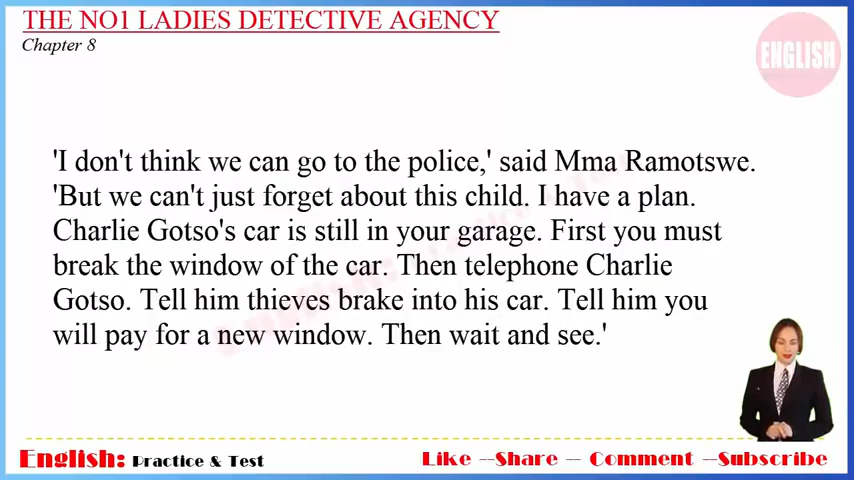 THE NO1 LADIES DETECTIVE AGENCY
Chapter 8
ENGLISH
'I don't think we can go to the police,' said Mma Ramotswe.
'But we can't just forget about this child. I have a plan.
Charlie Gotso's car is still in your garage. First you must
break the window of the car. Then telephone Charlie
Gotso. Tell him thieves brake into his car. Tell him you
will pay for a new window. Then wait and see.'
English: Practice & Test
Like --Share -- Comment --Subscribe